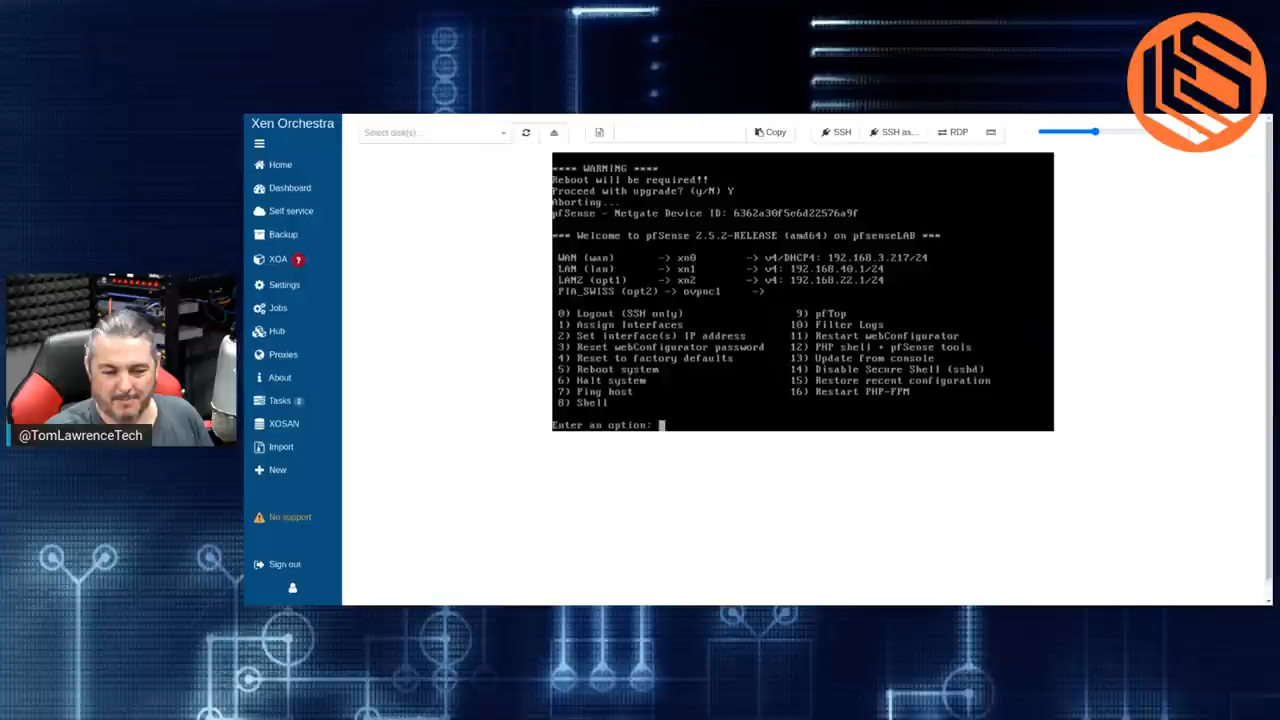 Xen Orchestra
Select disk(s)...
Copy
SSH
SSH as...
RDP
Home
Dashboard
Self service
Backup
XOA ?
Settings
Jobs
Hub
Proxies
About
Tasks 2
XOSAN
Import
New
No support
Sign out
**** WARNING ****
Reboot will be required!!
Proceed with upgrade? (y/N) Y
Aborting...
pfSense - Netgate Device ID: 6362a30f5e6d22576a9f
*** Welcome to pfSense 2.5.2-RELEASE (amd64) on pfsenseLAB ***
WAN (wan) -> xn0 -> v4/DHCP4: 192.168.3.217/24
LAN (lan) -> xn1 -> v4: 192.168.40.1/24
LAN2 (opt1) -> xn2 -> v4: 192.168.22.1/24
PIA_SWISS (opt2) -> ovpnc1 ->
0) Logout (SSH only) 9) pfTop
1) Assign Interfaces 10) Filter Logs
2) Set interface(s) IP address 11) Restart webConfigurator
3) Reset webConfigurator password 12) PHP shell + pfSense tools
4) Reset to factory defaults 13) Update from console
5) Reboot system 14) Disable Secure Shell (sshd)
6) Halt system 15) Restore recent configuration
7) Ping host 16) Restart PHP-FPM
8) Shell
Enter an option:
@TomLawrenceTech